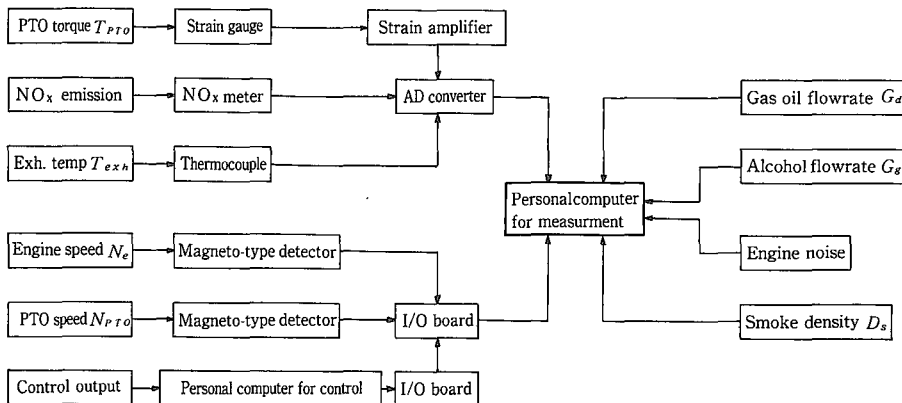 PTO torque T_PTO
Strain gauge
Strain amplifier
NOx emission
NOx meter
AD converter
Gas oil flowrate G_d
Exh. temp T_exh
Thermocouple
Alcohol flowrate G_g
Personalcomputer
for measurment
Engine speed N_e
Magneto-type detector
Engine noise
PTO speed N_PTO
Magneto-type detector
I/O board
Smoke density D_s
Control output
Personal computer for control
I/O board